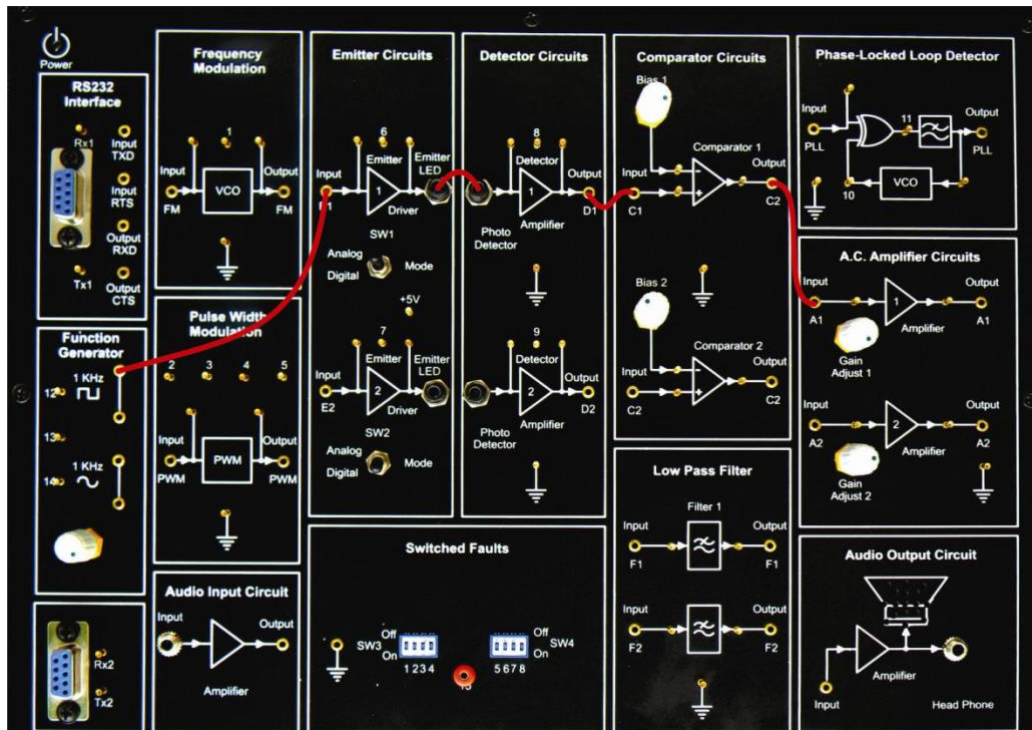 Power
RS232
Interface
Rx1
Input
TXD
Input
RTS
Output
RXD
Tx1
Output
CTS
Function
Generator
1 KHz
12
13
1 KHz
14
Rx2
Tx2
Frequency
Modulation
1
Input
Output
FM
VCO
FM
Pulse Width
Modulation
2 3 4 5
Input
Output
PWM
PWM
PWM
Audio Input Circuit
Input
Output
Amplifier
Emitter Circuits
6
Input
Emitter
Emitter
LED
1
Driver
SW1
Analog
Digital
Mode
+5V
7
Input
Emitter
Emitter
LED
E2
2
Driver
SW2
Analog
Digital
Mode
Detector Circuits
8
Detector
Output
1
D1
Photo
Detector
Amplifier
9
Detector
Output
2
D2
Photo
Detector
Amplifier
Switched Faults
SW3
Off
On
1 2 3 4
Off
On
SW4
5 6 7 8
Comparator Circuits
Bias 1
Comparator 1
Input
Output
C1
C2
Bias 2
Comparator 2
Input
Output
C2
C2
Low Pass Filter
Filter 1
Input
Output
F1
F1
Input
Output
F2
F2
Phase-Locked Loop Detector
Input
11
Output
PLL
PLL
10
VCO
A.C. Amplifier Circuits
Input
Output
1
A1
Amplifier
A1
Gain
Adjust 1
Input
Output
2
A2
Amplifier
A2
Gain
Adjust 2
Audio Output Circuit
Amplifier
Input
Head Phone